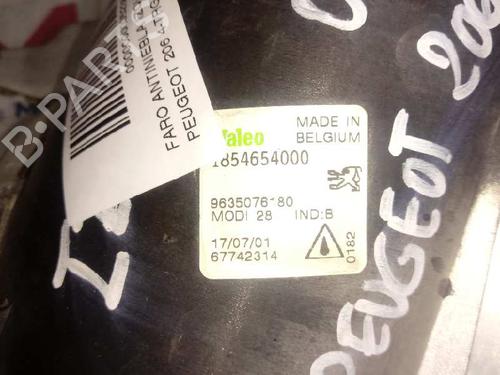 FARO ANTINIEBLA
PEUGEOT 206
Valeo
MADE IN
BELGIUM
1854654000
9635076180
MODI 28 IND:B
17/07/01
67742314
0182
PEUGEOT 206
B-PARTS